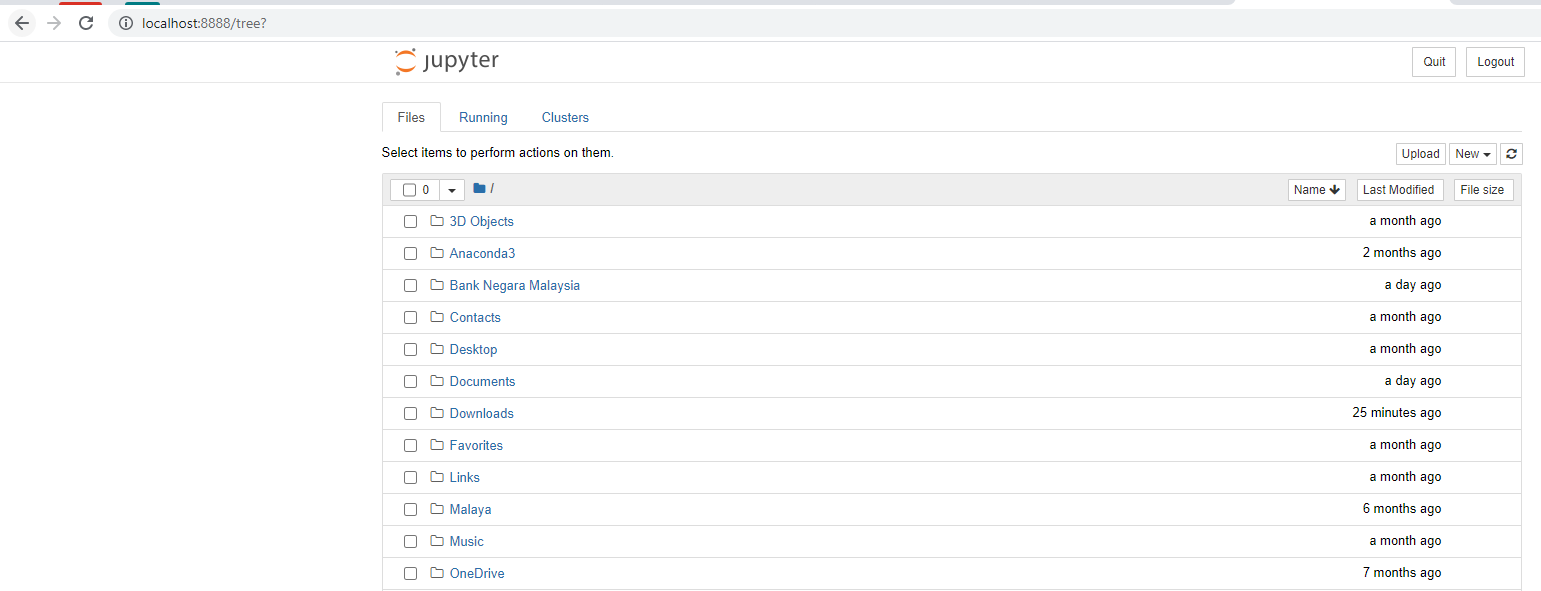 localhost:8888/tree?
jupyter
Quit Logout
Files Running Clusters
Select items to perform actions on them.
Upload New
0 / Name Last Modified File size
3D Objects a month ago
Anaconda3 2 months ago
Bank Negara Malaysia a day ago
Contacts a month ago
Desktop a month ago
Documents a day ago
Downloads 25 minutes ago
Favorites a month ago
Links a month ago
Malaya 6 months ago
Music a month ago
OneDrive 7 months ago